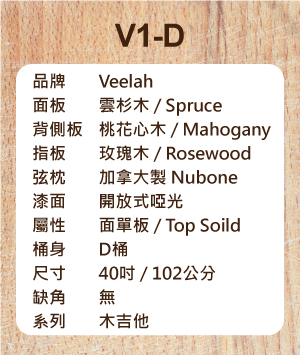 V1-D
品牌 Veelah
面板 雲杉木 / Spruce
背側板 桃花心木 / Mahogany
指板 玫瑰木 / Rosewood
弦枕 加拿大製 Nubone
漆面 開放式啞光
屬性 面單板 / Top Soild
桶身 D桶
尺寸 40吋 / 102公分
缺角 無
系列 木吉他